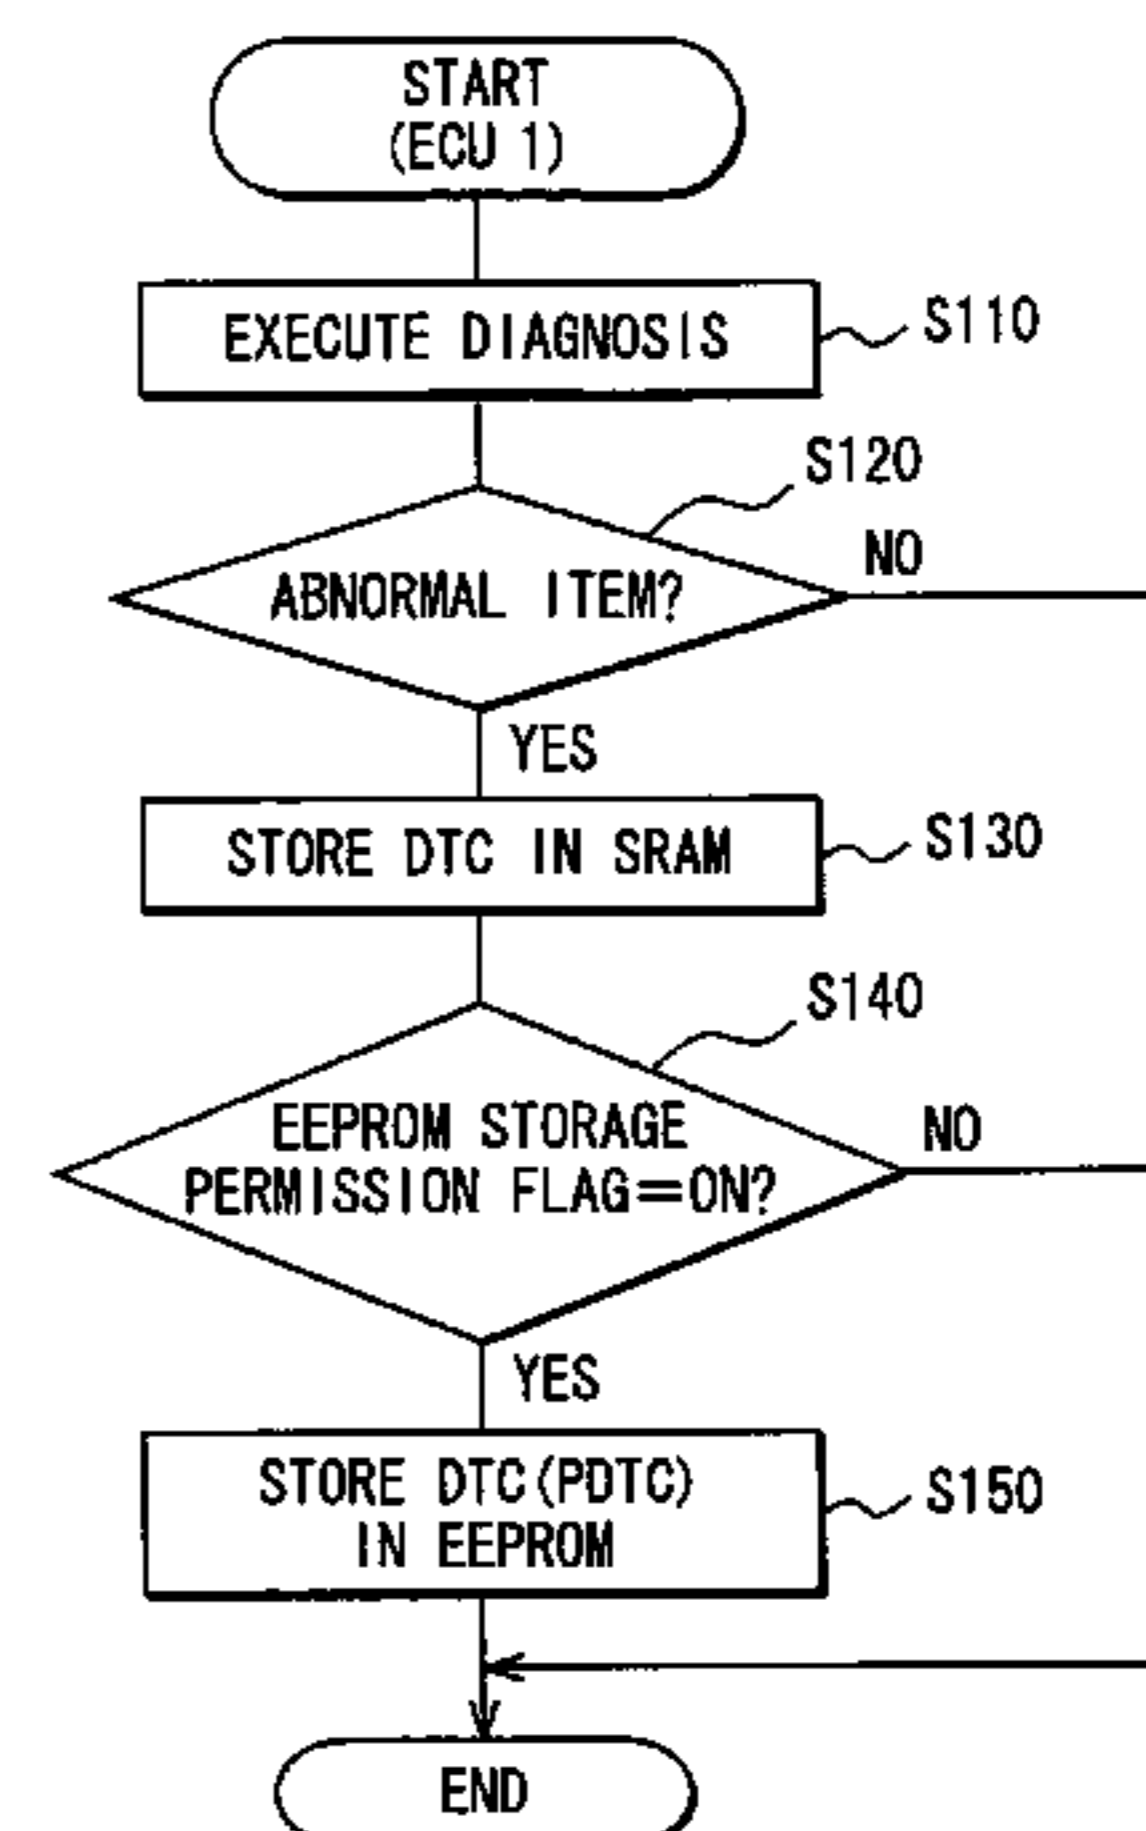 START
(ECU 1)
EXECUTE DIAGNOSIS
S110
S120
ABNORMAL ITEM?
NO
YES
STORE DTC IN SRAM
S130
S140
EEPROM STORAGE
PERMISSION FLAG=ON?
NO
YES
STORE DTC(PDTC)
IN EEPROM
S150
END